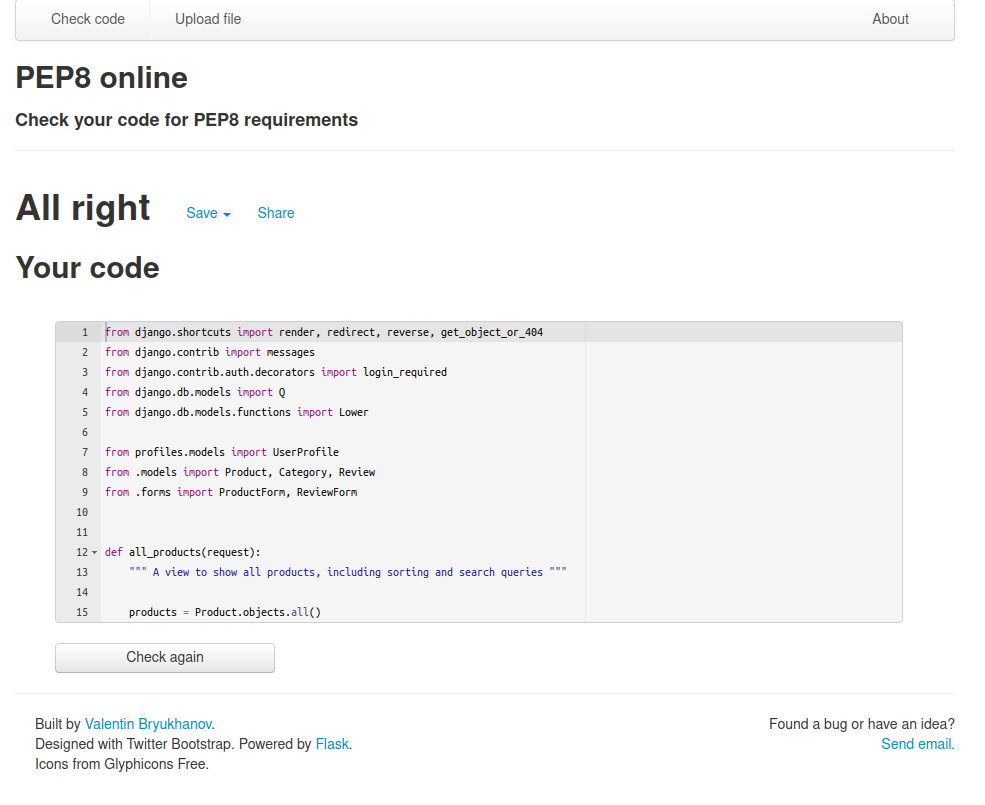 Check code Upload file About
PEP8 online
Check your code for PEP8 requirements
All right Save Share
Your code
1 from django.shortcuts import render, redirect, reverse, get_object_or_404
2 from django.contrib import messages
3 from django.contrib.auth.decorators import login_required
4 from django.db.models import Q
5 from django.db.models.functions import Lower
6
7 from profiles.models import UserProfile
8 from .models import Product, Category, Review
9 from .forms import ProductForm, ReviewForm
10
11
12 def all_products(request):
13 """ A view to show all products, including sorting and search queries """
14
15 products = Product.objects.all()
Check again
Built by Valentin Bryukhanov. Found a bug or have an idea?
Designed with Twitter Bootstrap. Powered by Flask. Send email.
Icons from Glyphicons Free.